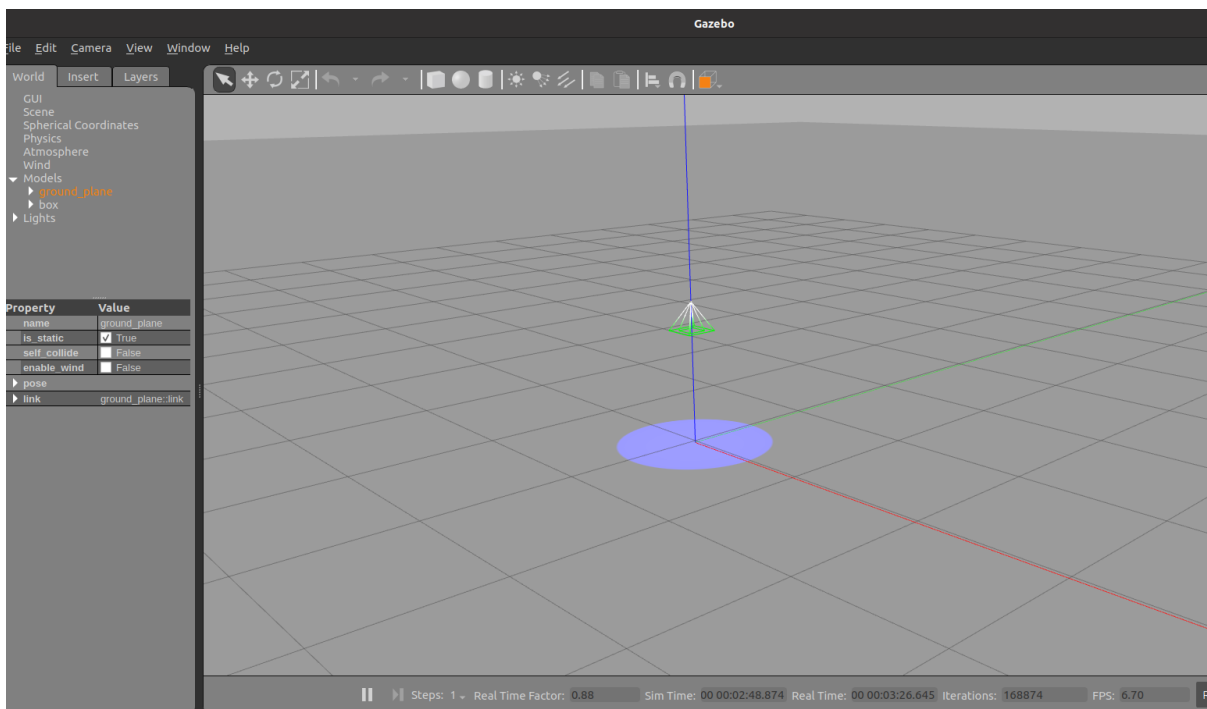 Gazebo
File Edit Camera View Window Help
World Insert Layers
GUI
Scene
Spherical Coordinates
Physics
Atmosphere
Wind
Models
ground_plane
box
Lights
Property Value
name ground_plane
is_static True
self_collide False
enable_wind False
pose
link ground_plane::link
Steps: 1 Real Time Factor: 0.88 Sim Time: 00 00:02:48.874 Real Time: 00 00:03:26.645 Iterations: 168874 FPS: 6.70